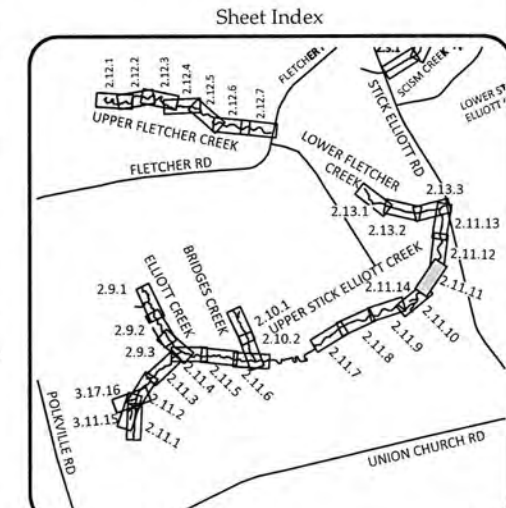 Sheet Index
2.12.1
2.12.2
2.12.3
2.12.4
2.12.5
2.12.6
2.12.7
UPPER FLETCHER CREEK
FLETCHER RD
FLETCHER
STICK ELLIOTT RD
SCISM CREEK
LOWER
ELLIOTT
LOWER FLETCHER
CREEK
2.13.1
2.13.2
2.13.3
2.11.13
2.11.12
2.11.11
2.11.10
2.11.14
2.11.9
2.11.8
2.11.7
UPPER STICK ELLIOTT CREEK
BRIDGES CREEK
2.10.1
2.10.2
ELLIOTT CREEK
2.9.1
2.9.2
2.9.3
2.11.6
2.11.5
2.11.4
2.11.3
2.11.2
2.11.1
3.17.16
3.11.15
POLKVILLE RD
UNION CHURCH RD